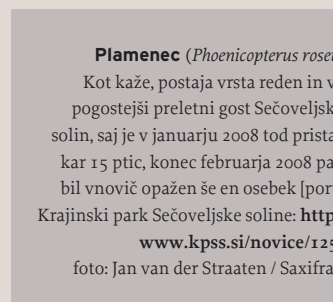 Plamenec (Phoenicopterus rose
Kot kaže, postaja vrsta reden in v
pogostejši preletni gost Sečoveljsk
solin, saj je v januarju 2008 tod prista
kar 15 ptic, konec februarja 2008 pa
bil vnovič opažen še en osebek [por
Krajinski park Sečoveljske soline: http
www.kpss.si/novice/125
foto: Jan van der Straaten / Saxifra